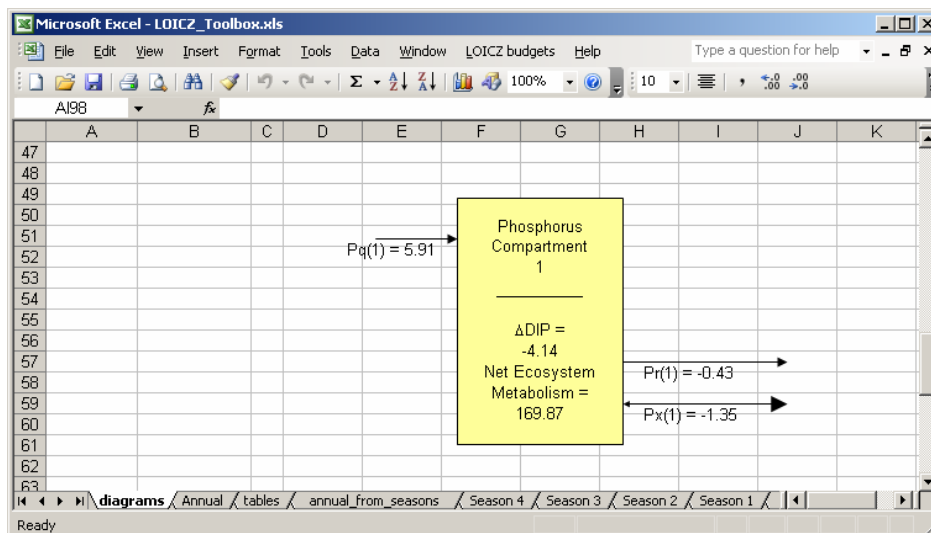 Microsoft Excel - LOICZ_Toolbox.xls
File Edit View Insert Format Tools Data Window LOICZ budgets Help Type a question for help
100% 10
AI98 fx
A B C D E F G H I J K
47
48
49
50
Phosphorus
51
Compartment
Pq(1) = 5.91
52
1
53
54
55
ΔDIP =
56
-4.14
57
Net Ecosystem
Pr(1) = -0.43
58
Metabolism =
59
169.87
Px(1) = -1.35
60
61
62
63
diagrams Annual tables annual_from_seasons Season 4 Season 3 Season 2 Season 1
Ready